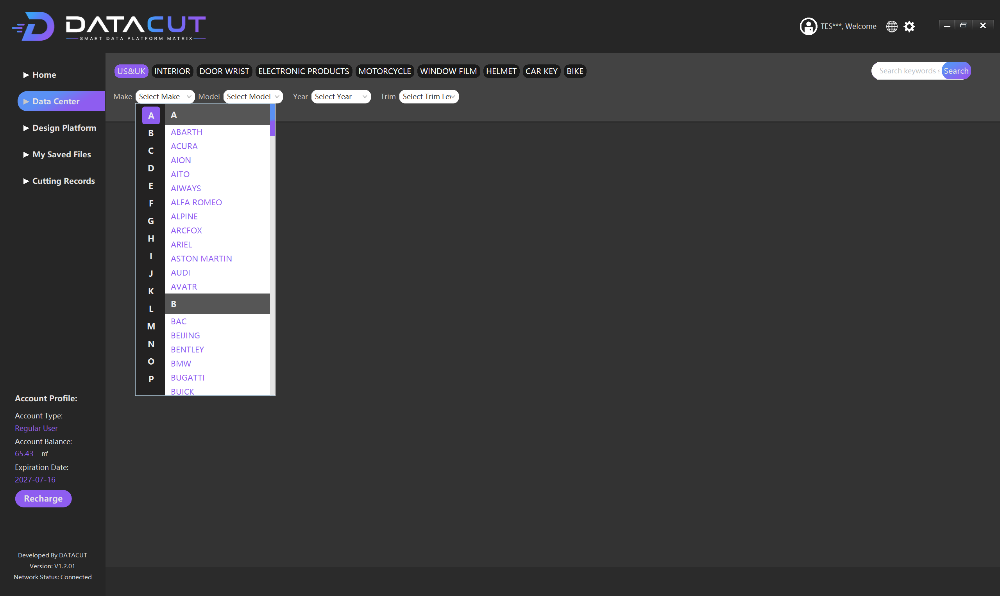 DATACUT
SMART DATA PLATFORM MATRIX
TES***, Welcome
Home
Data Center
Design Platform
My Saved Files
Cutting Records
US&UK INTERIOR DOOR WRIST ELECTRONIC PRODUCTS MOTORCYCLE WINDOW FILM HELMET CAR KEY BIKE
Search keywords s Search
Make Select Make Model Select Model Year Select Year Trim Select Trim Lev
A
B
C
D
E
F
G
H
I
J
K
L
M
N
O
P
A
ABARTH
ACURA
AION
AITO
AIWAYS
ALFA ROMEO
ALPINE
ARCFOX
ARIEL
ASTON MARTIN
AUDI
AVATR
B
BAC
BEIJING
BENTLEY
BMW
BUGATTI
BUICK
Account Profile:
Account Type:
Regular User
Account Balance:
65.43 ㎡
Expiration Date:
2027-07-16
Recharge
Developed By DATACUT
Version: V1.2.01
Network Status: Connected